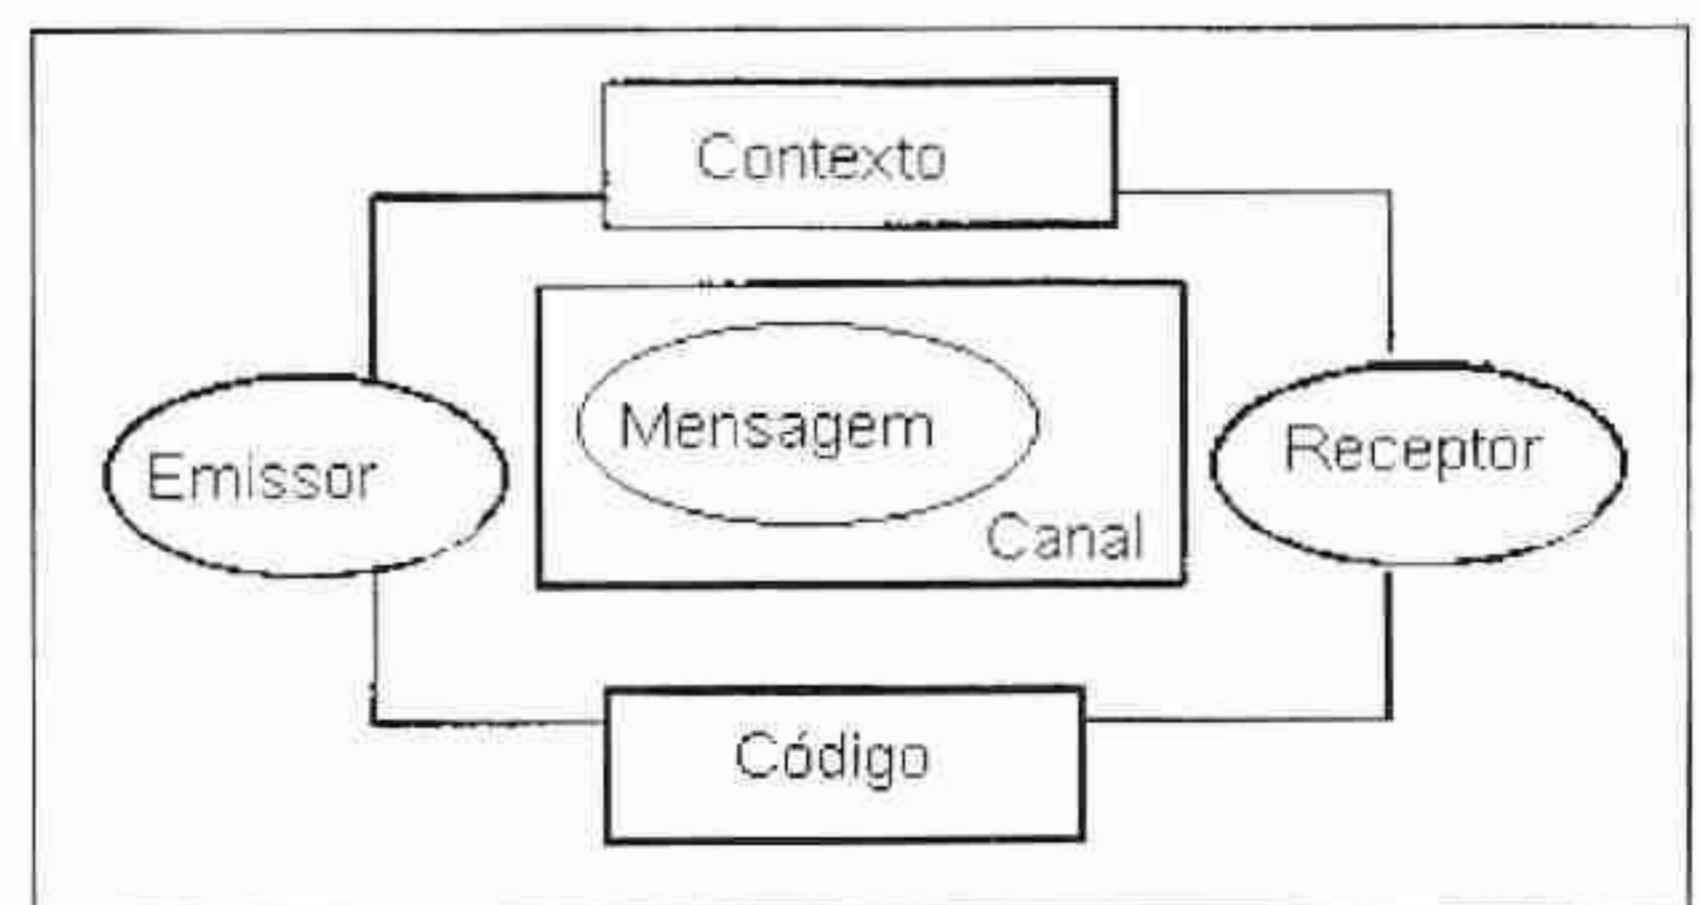 Contexto
Mensagem
Emissor
Receptor
Canal
Código